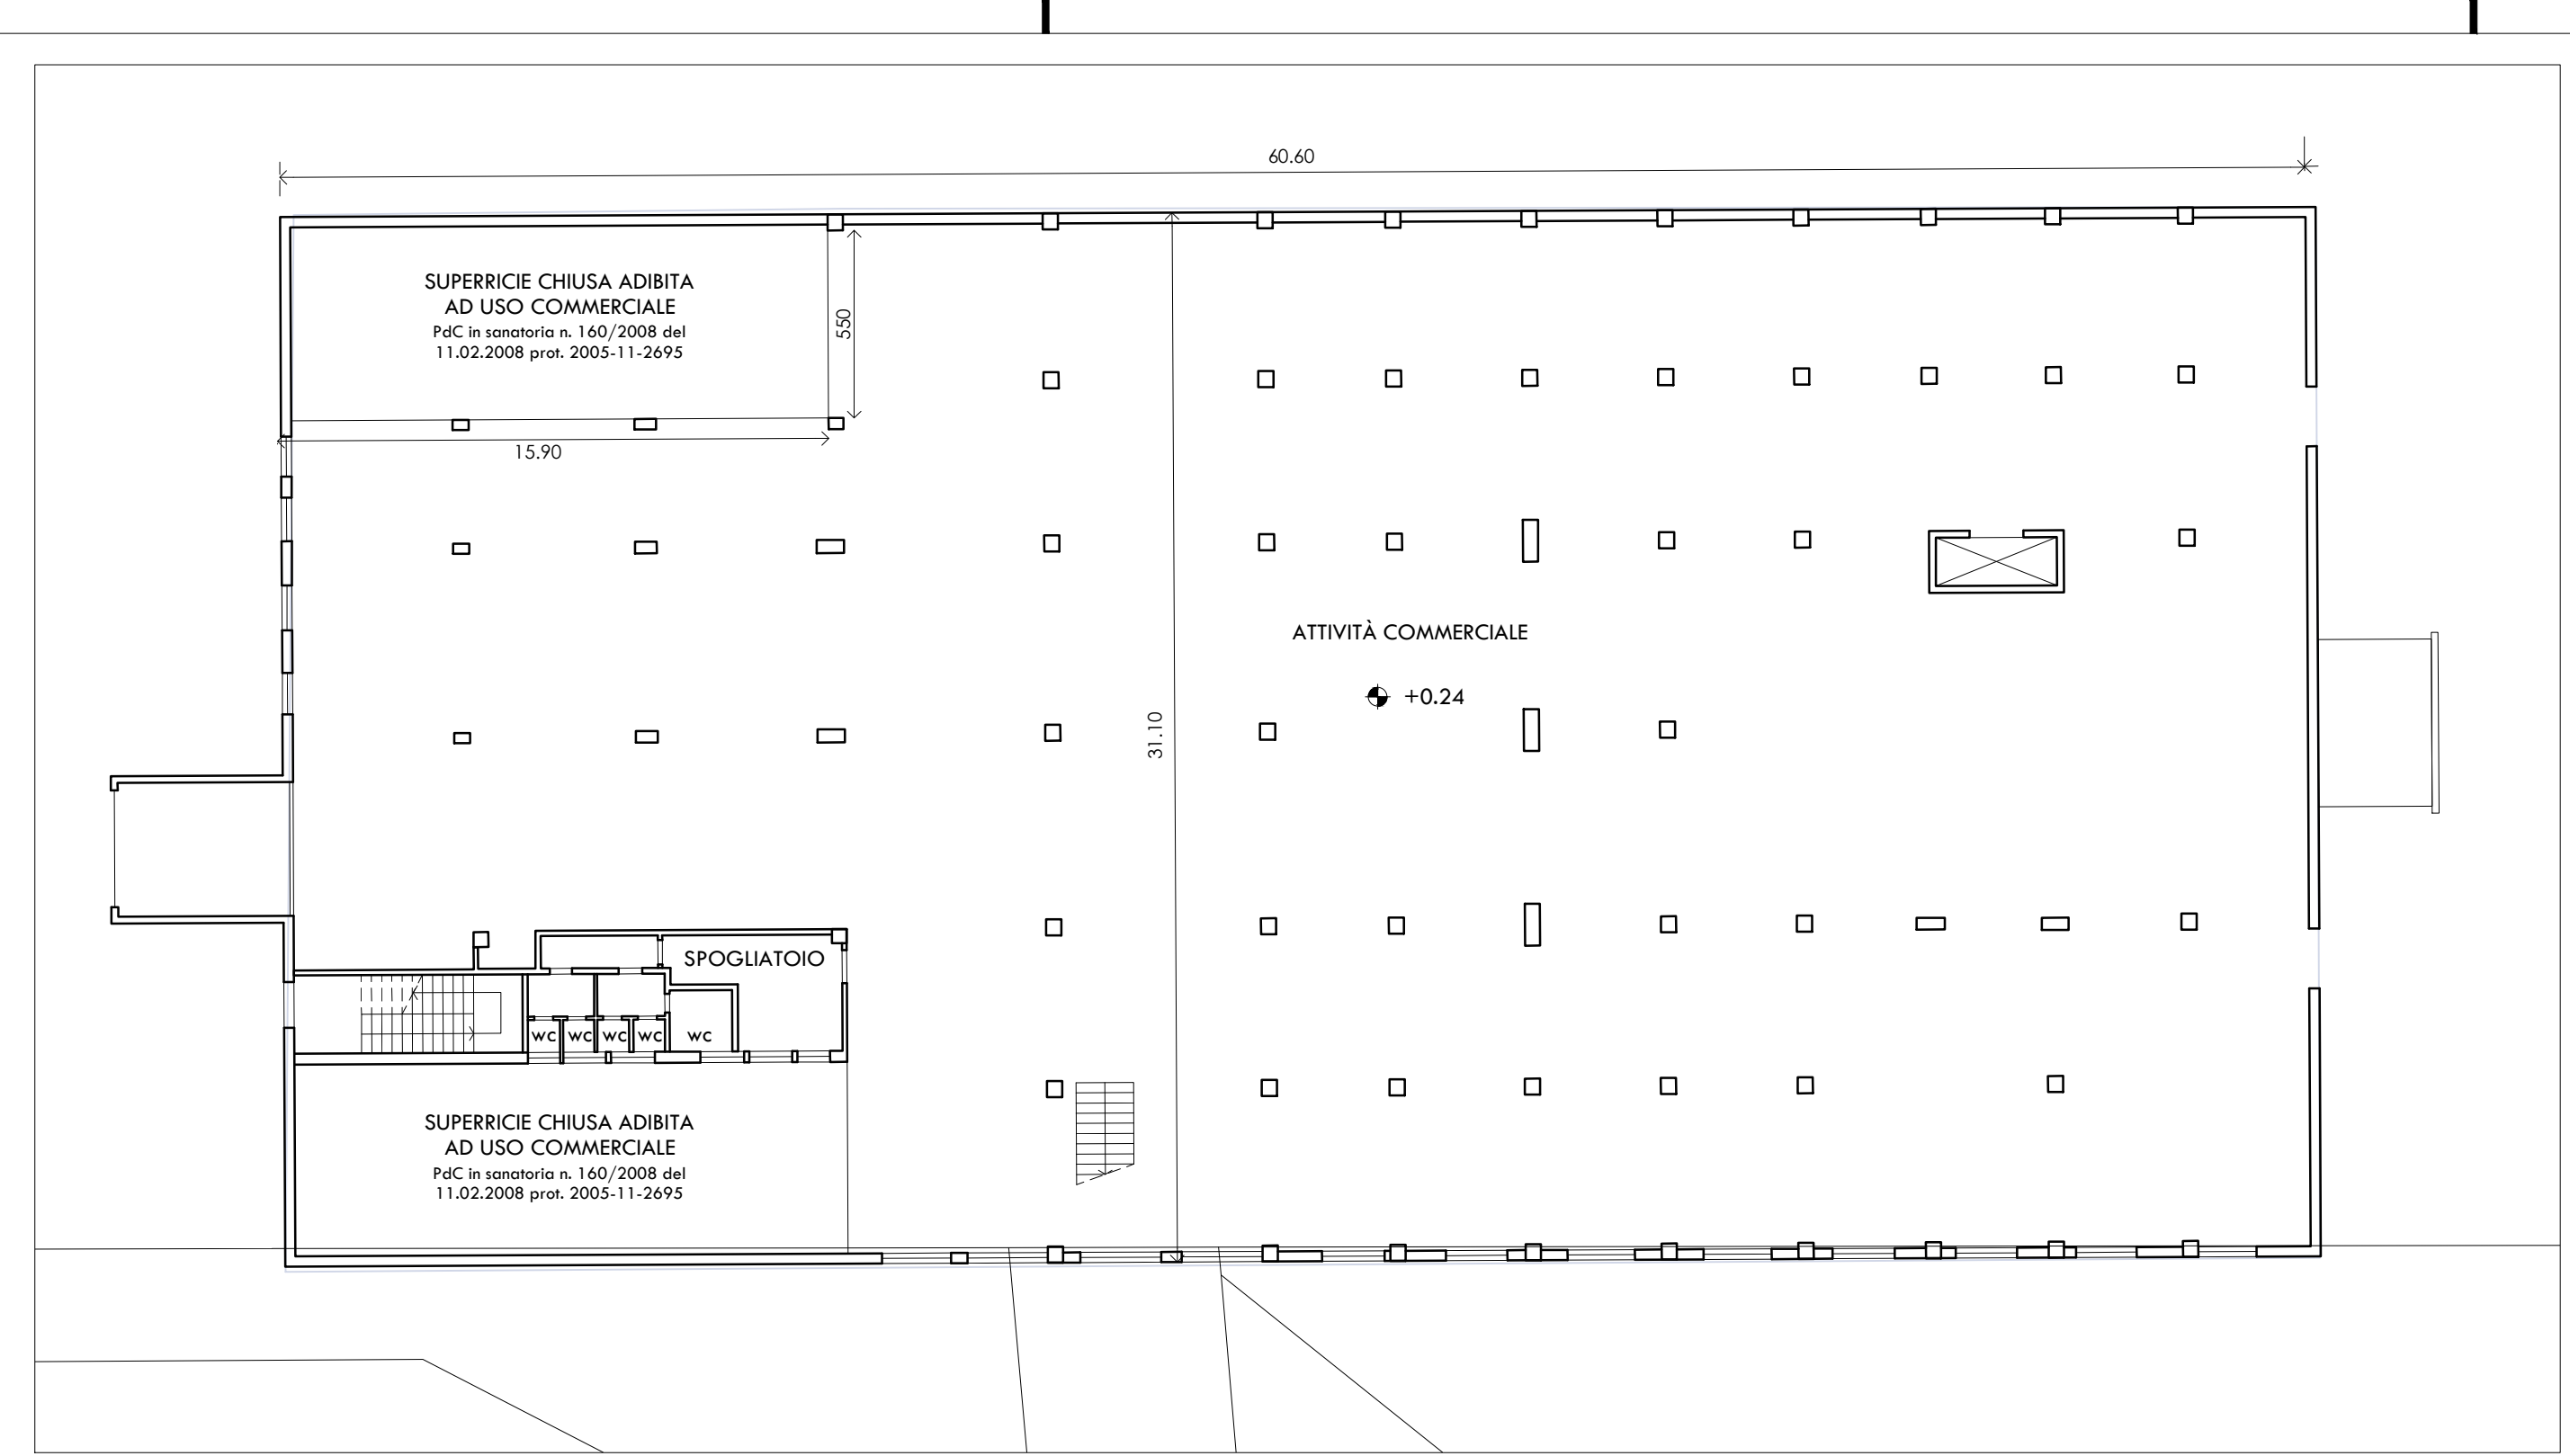 60.60
SUPERRICIE CHIUSA ADIBITA
AD USO COMMERCIALE
PdC in sanatoria n. 160/2008 del
11.02.2008 prot. 2005-11-2695
550
15.90
ATTIVITÀ COMMERCIALE
+0.24
31.10
SPOGLIATOIO
wc wc wc wc wc
SUPERRICIE CHIUSA ADIBITA
AD USO COMMERCIALE
PdC in sanatoria n. 160/2008 del
11.02.2008 prot. 2005-11-2695